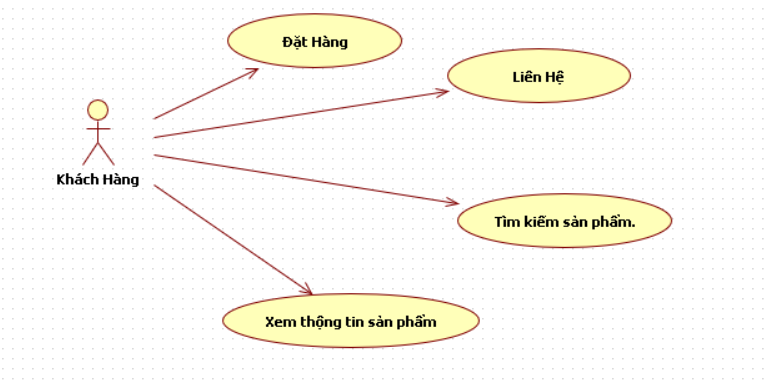 Đặt Hàng
Liên Hệ
Khách Hàng
Tìm kiếm sản phẩm.
Xem thộng tin sản phẩm